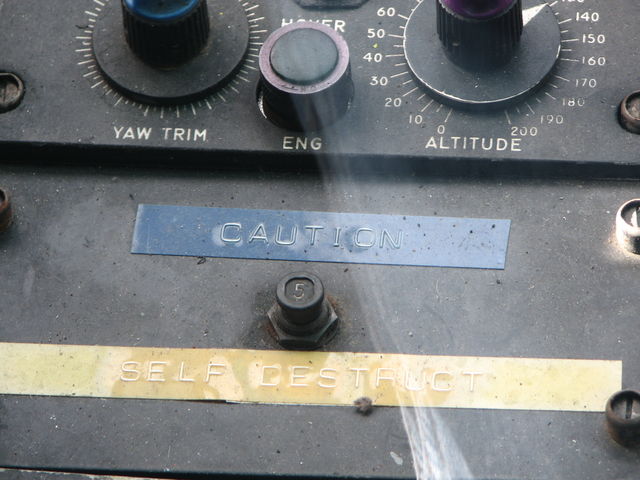 HOVER
60
50
40
30
20
10
0
140
150
160
170
180
190
200
YAW TRIM
ENG
ALTITUDE
CAUTION
5
SELF DESTRUCT